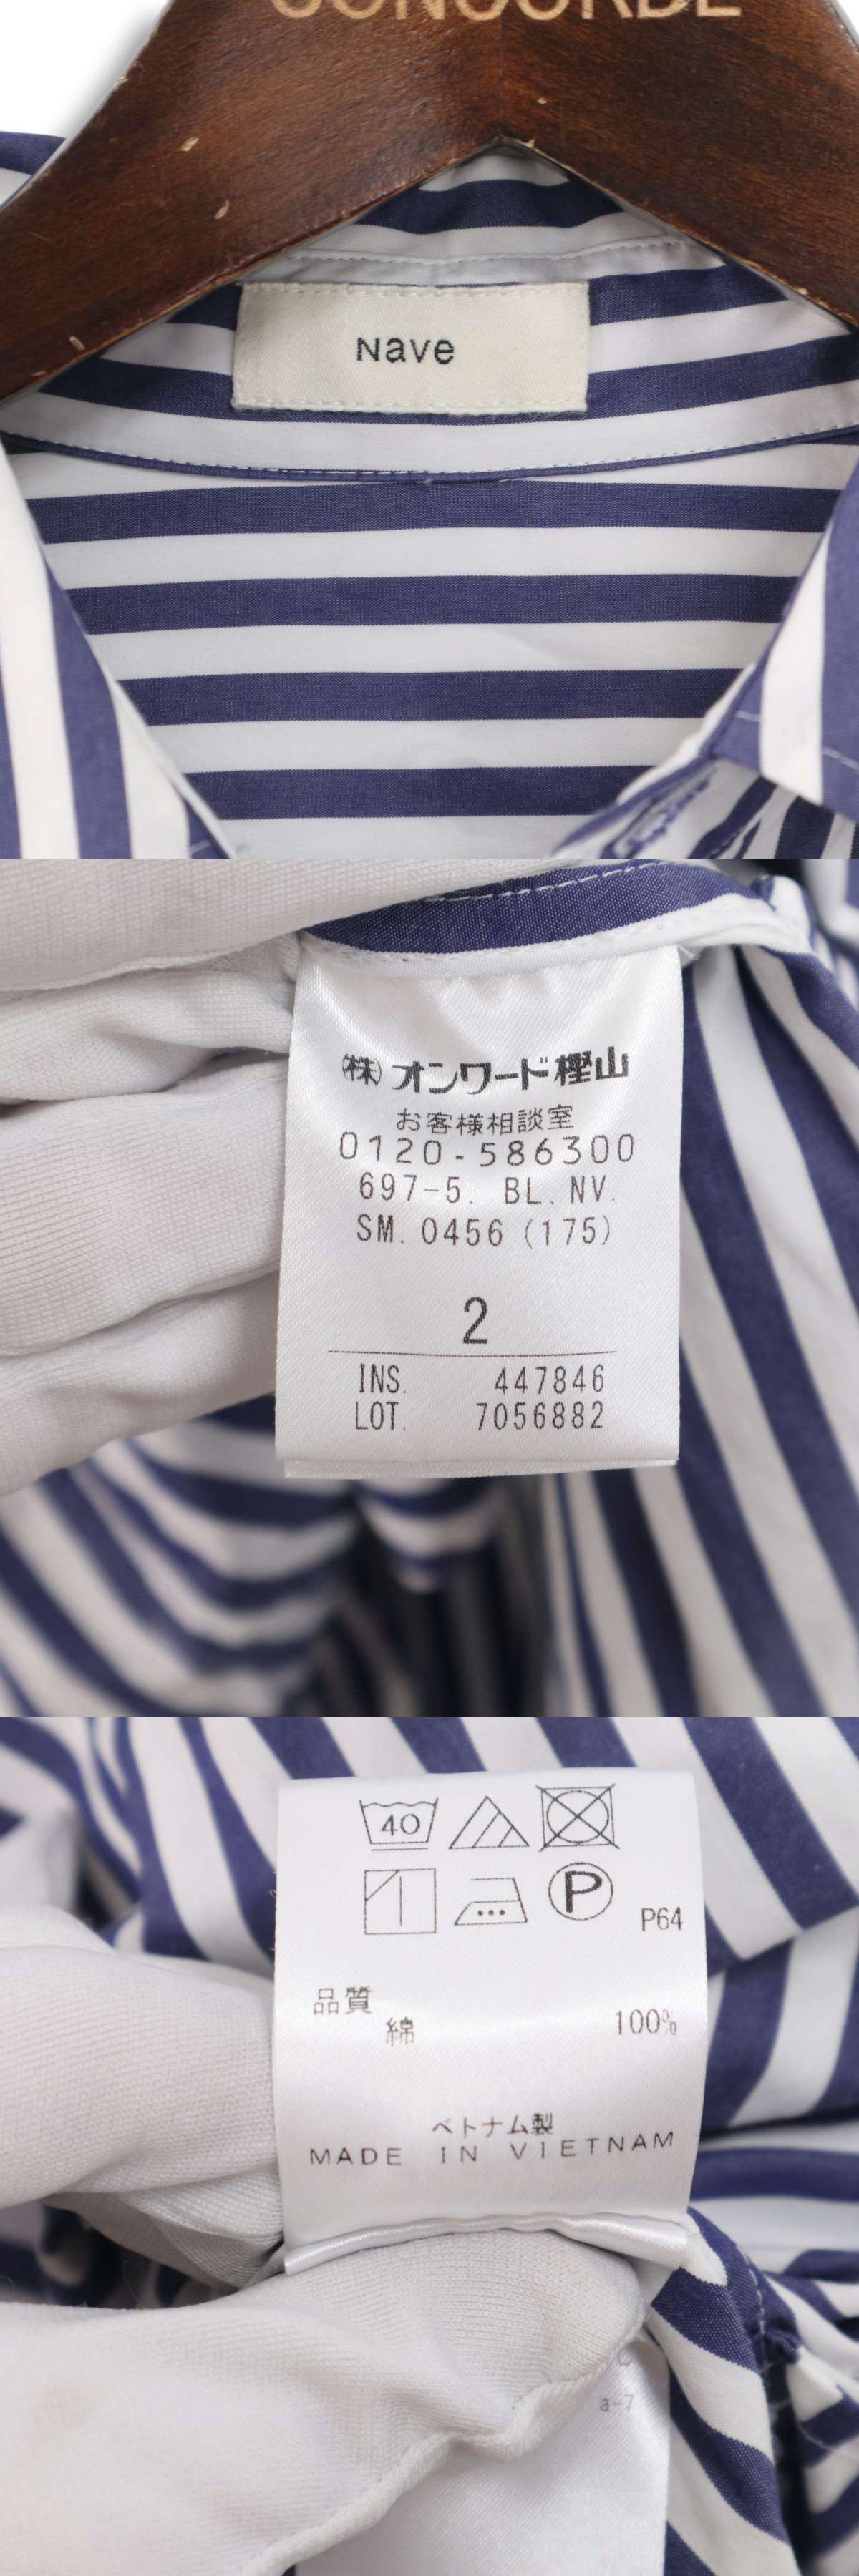 CONCORDE
Nave
㈱オンワード樫山
お客様相談室
0120-586300
697-5. BL. NV.
SM. 0456 (175)
2
INS. 447846
LOT. 7056882
40
P
P64
品質
綿 100%
ベトナム製
MADE IN VIETNAM
a-7